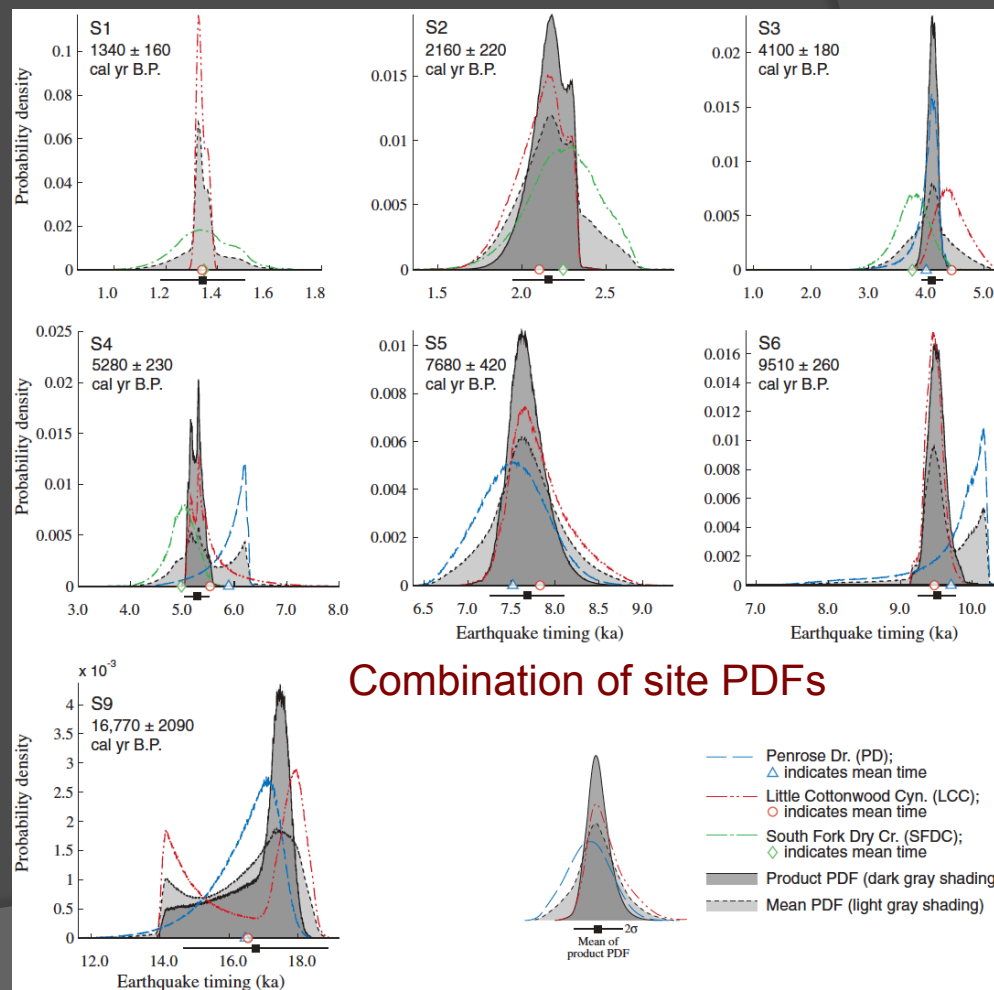 S1
1340 ± 160
cal yr B.P.
Probability density
0.1
0.08
0.06
0.04
0.02
0
1.0 1.2 1.4 1.6 1.8
S2
2160 ± 220
cal yr B.P.
0.015
0.01
0.005
0
1.5 2.0 2.5
S3
4100 ± 180
cal yr B.P.
0.02
0.015
0.01
0.005
0
1.0 2.0 3.0 4.0 5.0
S4
5280 ± 230
cal yr B.P.
Probability density
0.025
0.02
0.015
0.01
0.005
0
3.0 4.0 5.0 6.0 7.0 8.0
S5
7680 ± 420
cal yr B.P.
0.01
0.008
0.006
0.004
0.002
0
6.5 7.0 7.5 8.0 8.5 9.0
Earthquake timing (ka)
S6
9510 ± 260
cal yr B.P.
0.016
0.014
0.012
0.01
0.008
0.006
0.004
0.002
0
7.0 8.0 9.0 10.0
Earthquake timing (ka)
Combination of site PDFs
x 10-3
S9
16,770 ± 2090
cal yr B.P.
Probability density
4
3.5
3
2.5
2
1.5
1
0.5
0
12.0 14.0 16.0 18.0
Earthquake timing (ka)
2σ
Mean of
product PDF
Penrose Dr. (PD);
indicates mean time
Little Cottonwood Cyn. (LCC);
indicates mean time
South Fork Dry Cr. (SFDC);
indicates mean time
Product PDF (dark gray shading
Mean PDF (light gray shading)